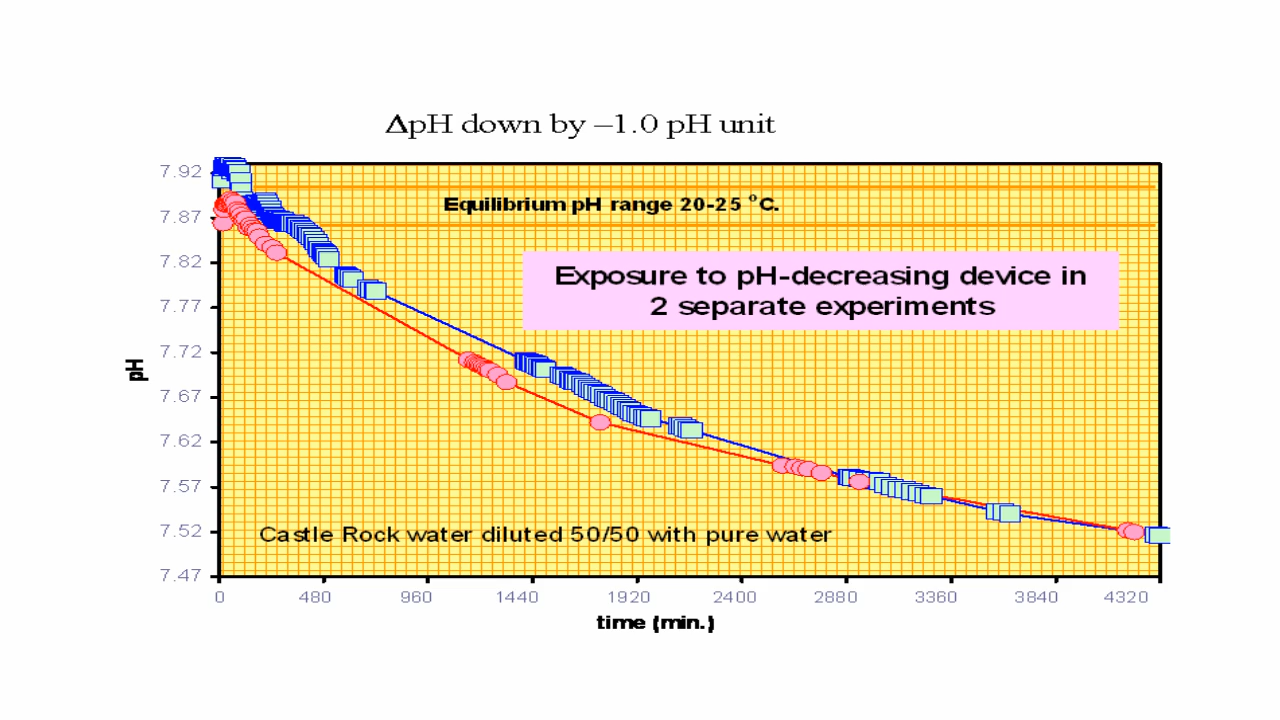 ΔpH down by –1.0 pH unit
7.92
Equilibrium pH range 20-25 °C.
7.87
7.82
Exposure to pH-decreasing device in
2 separate experiments
7.77
7.72
pH
7.67
7.62
7.57
7.52
Castle Rock water diluted 50/50 with pure water
7.47
0 480 960 1440 1920 2400 2880 3360 3840 4320
time (min.)